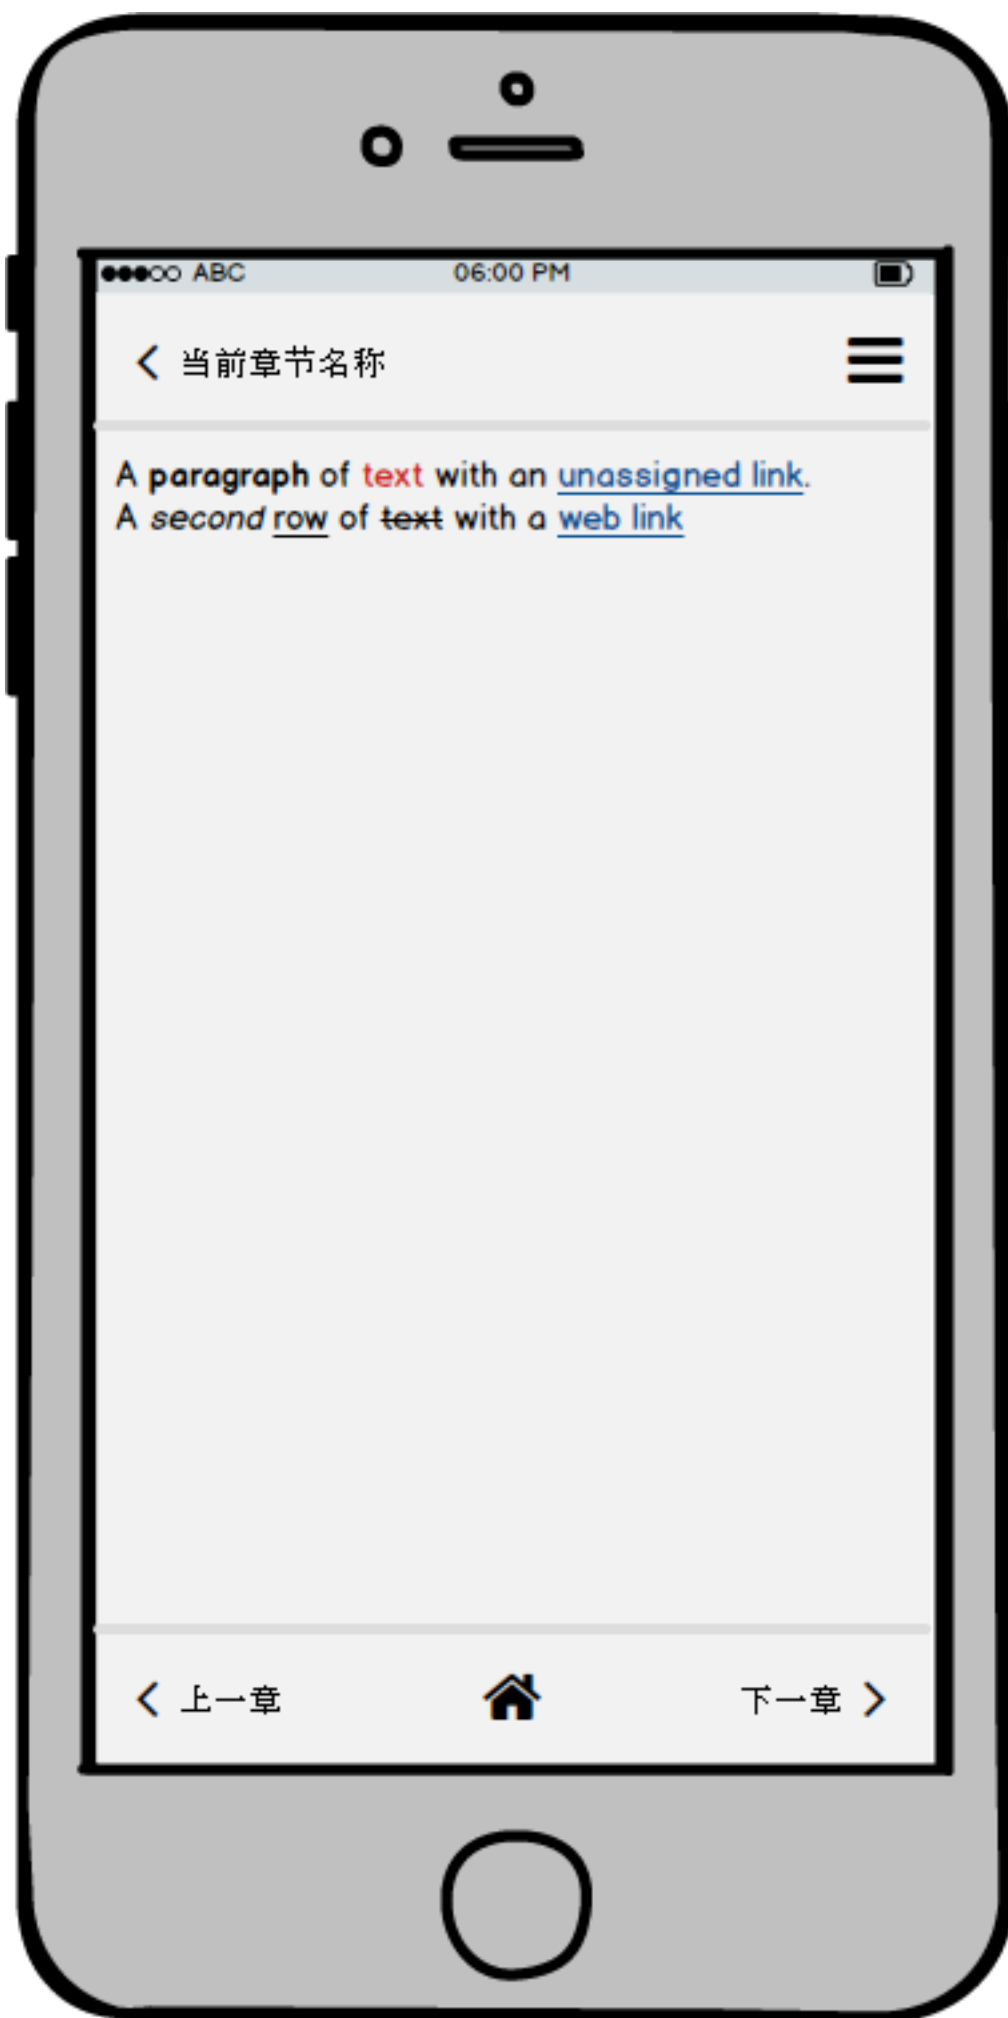 ABC 06:00 PM
当前章节名称
A paragraph of text with an unassigned link.
A second row of text with a web link
上一章 下一章